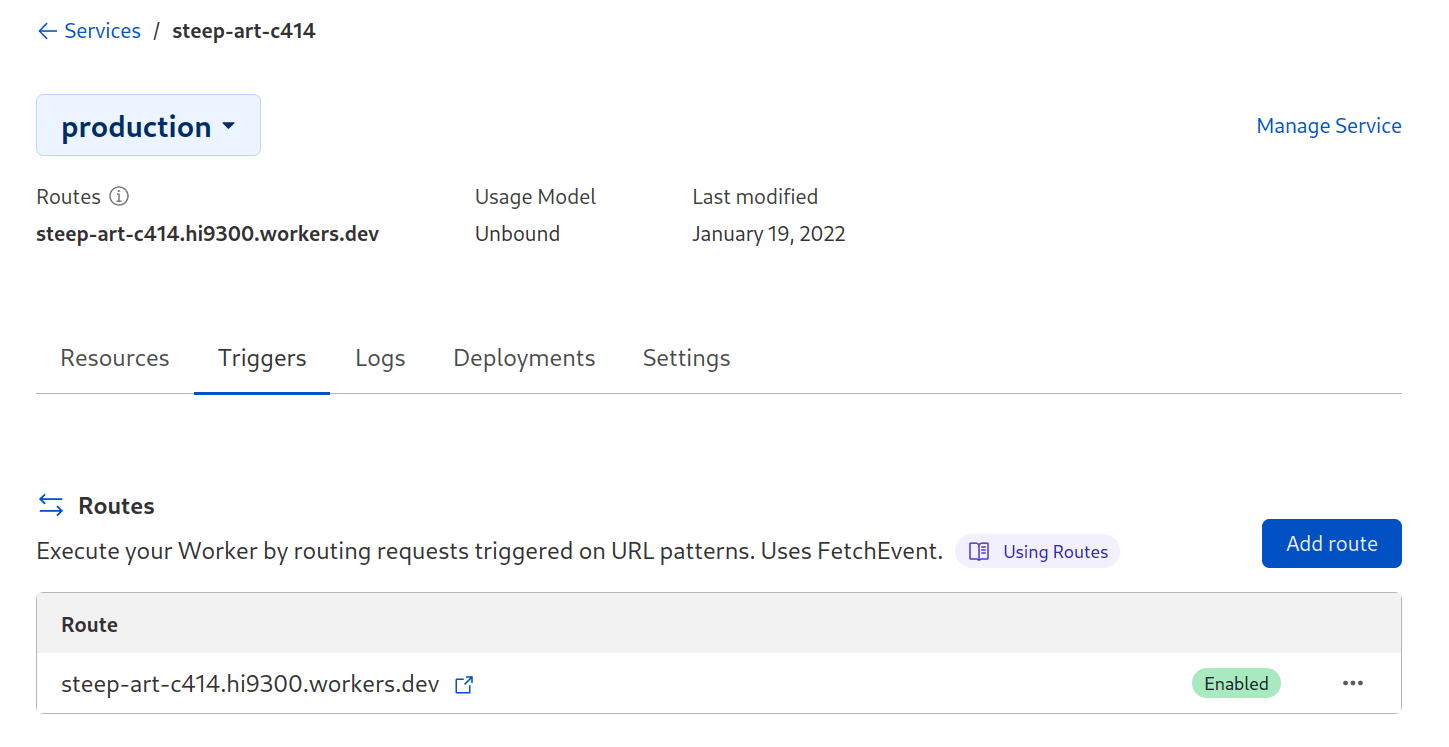 Services / steep-art-c414
production
Manage Service
Routes Usage Model Last modified
steep-art-c414.hi9300.workers.dev Unbound January 19, 2022
Resources Triggers Logs Deployments Settings
Routes
Execute your Worker by routing requests triggered on URL patterns. Uses FetchEvent. Using Routes
Add route
Route
steep-art-c414.hi9300.workers.dev Enabled